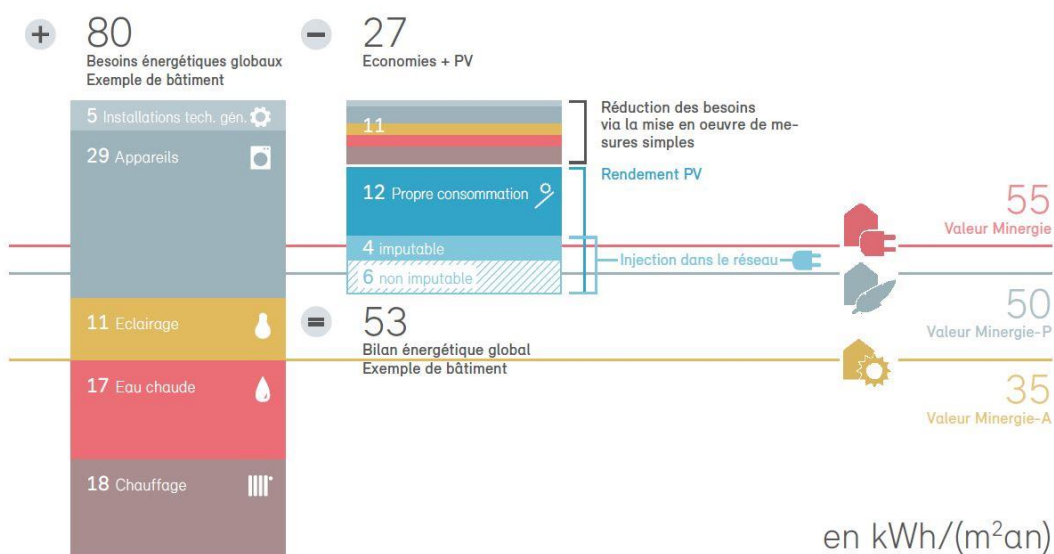 80
Besoins énergétiques globaux
Exemple de bâtiment
5 Installations tech. gén.
29 Appareils
11 Eclairage
17 Eau chaude
18 Chauffage
27
Economies + PV
11
Réduction des besoins
via la mise en oeuvre de me-
sures simples
Rendement PV
12 Propre consommation
4 imputable
6 non imputable
Injection dans le réseau
53
Bilan énergétique global
Exemple de bâtiment
55
Valeur Minergie
50
Valeur Minergie-P
35
Valeur Minergie-A
en kWh/(m²an)